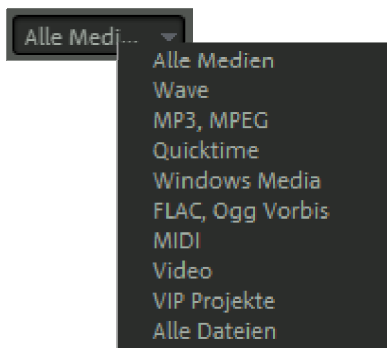 Alle Medi...
Alle Medien
Wave
MP3, MPEG
Quicktime
Windows Media
FLAC, Ogg Vorbis
MIDI
Video
VIP Projekte
Alle Dateien